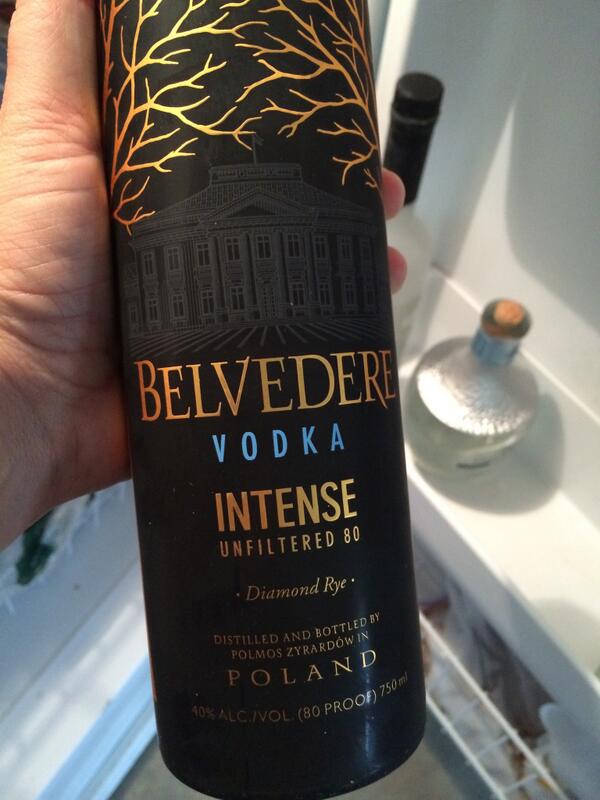 BELVEDERE
VODKA
INTENSE
UNFILTERED 80
· Diamond Rye ·
DISTILLED AND BOTTLED BY
POLMOS ZYRARDÓW IN
POLAND
40% ALC./VOL. (80 PROOF) 750 ml